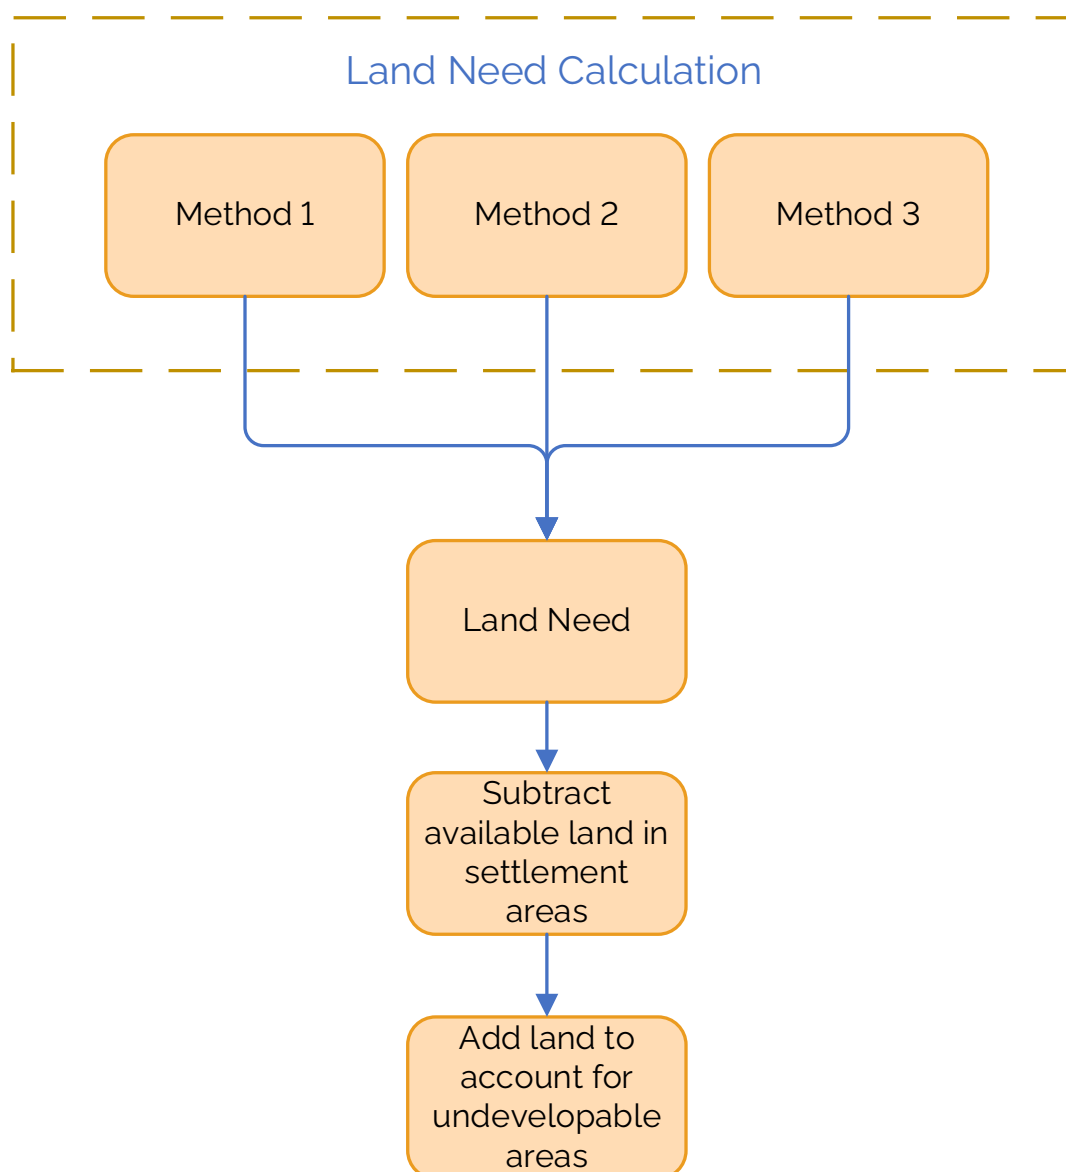 Land Need Calculation
Method 1
Method 2
Method 3
Land Need
Subtract
available land in
settlement
areas
Add land to
account for
undevelopable
areas